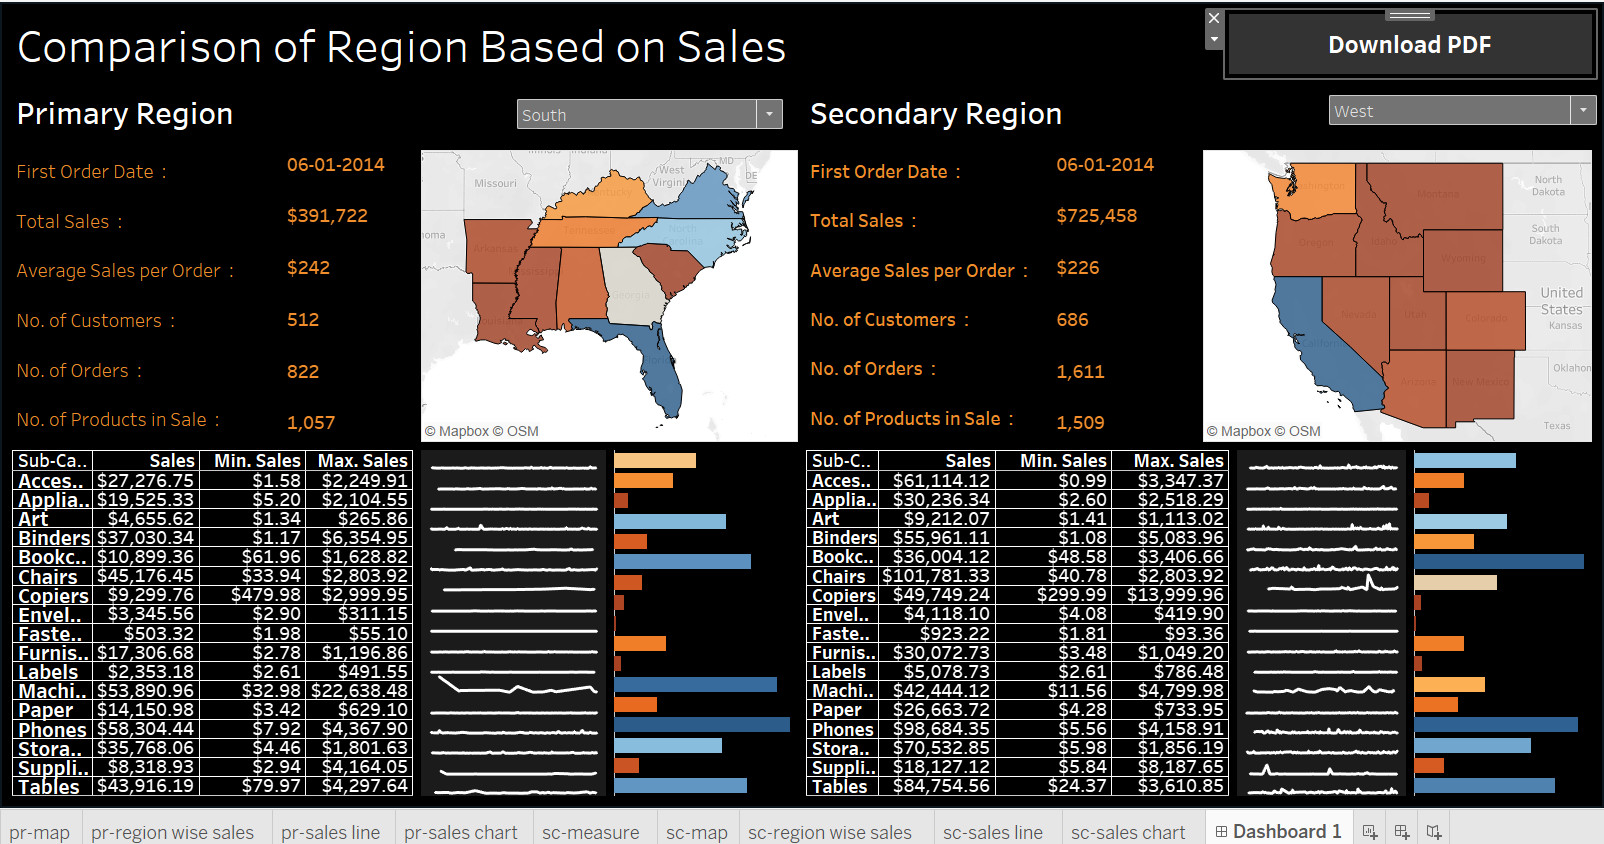 Comparison of Region Based on Sales
Download PDF
Primary Region
South
Secondary Region
West
First Order Date :
06-01-2014
Total Sales :
$391,722
Average Sales per Order :
$242
No. of Customers :
512
No. of Orders :
822
No. of Products in Sale :
1,057
Missouri
West
Virginia
MD
DE
oma
Arkansas
Tennessee
North
Georgia
© Mapbox © OSM
First Order Date :
06-01-2014
Total Sales :
$725,458
Average Sales per Order :
$226
No. of Customers :
686
No. of Orders :
1,611
No. of Products in Sale :
1,509
Montana
North
Dakota
South
Dakota
Oregon
Idaho
Wyoming
United
States
Nevada
Utah
Colorado
Kansas
California
Arizona
New Mexico
Oklahon
Texas
© Mapbox © OSM
Sub-Ca.. Sales Min. Sales Max. Sales
Acces.. $27,276.75 $1.58 $2,249.91
Applia.. $19,525.33 $5.20 $2,104.55
Art $4,655.62 $1.34 $265.86
Binders $37,030.34 $1.17 $6,354.95
Bookc.. $10,899.36 $61.96 $1,628.82
Chairs $45,176.45 $33.94 $2,803.92
Copiers $9,299.76 $479.98 $2,999.95
Envel.. $3,345.56 $2.90 $311.15
Faste.. $503.32 $1.98 $55.10
Furnis.. $17,306.68 $2.78 $1,196.86
Labels $2,353.18 $2.61 $491.55
Machi.. $53,890.96 $32.98 $22,638.48
Paper $14,150.98 $3.42 $629.10
Phones $58,304.44 $7.92 $4,367.90
Stora.. $35,768.06 $4.46 $1,801.63
Suppli.. $8,318.93 $2.94 $4,164.05
Tables $43,916.19 $79.97 $4,297.64
Sub-C.. Sales Min. Sales Max. Sales
Acces.. $61,114.12 $0.99 $3,347.37
Applia.. $30,236.34 $2.60 $2,518.29
Art $9,212.07 $1.41 $1,113.02
Binders $55,961.11 $1.08 $5,083.96
Bookc.. $36,004.12 $48.58 $3,406.66
Chairs $101,781.33 $40.78 $2,803.92
Copiers $49,749.24 $299.99 $13,999.96
Envel.. $4,118.10 $4.08 $419.90
Faste.. $923.22 $1.81 $93.36
Furnis.. $30,072.73 $3.48 $1,049.20
Labels $5,078.73 $2.61 $786.48
Machi.. $42,444.12 $11.56 $4,799.98
Paper $26,663.72 $4.28 $733.95
Phones $98,684.35 $5.56 $4,158.91
Stora.. $70,532.85 $5.98 $1,856.19
Suppli.. $18,127.12 $5.84 $8,187.65
Tables $84,754.56 $24.37 $3,610.85
pr-map pr-region wise sales pr-sales line pr-sales chart sc-measure sc-map sc-region wise sales sc-sales line sc-sales chart Dashboard 1